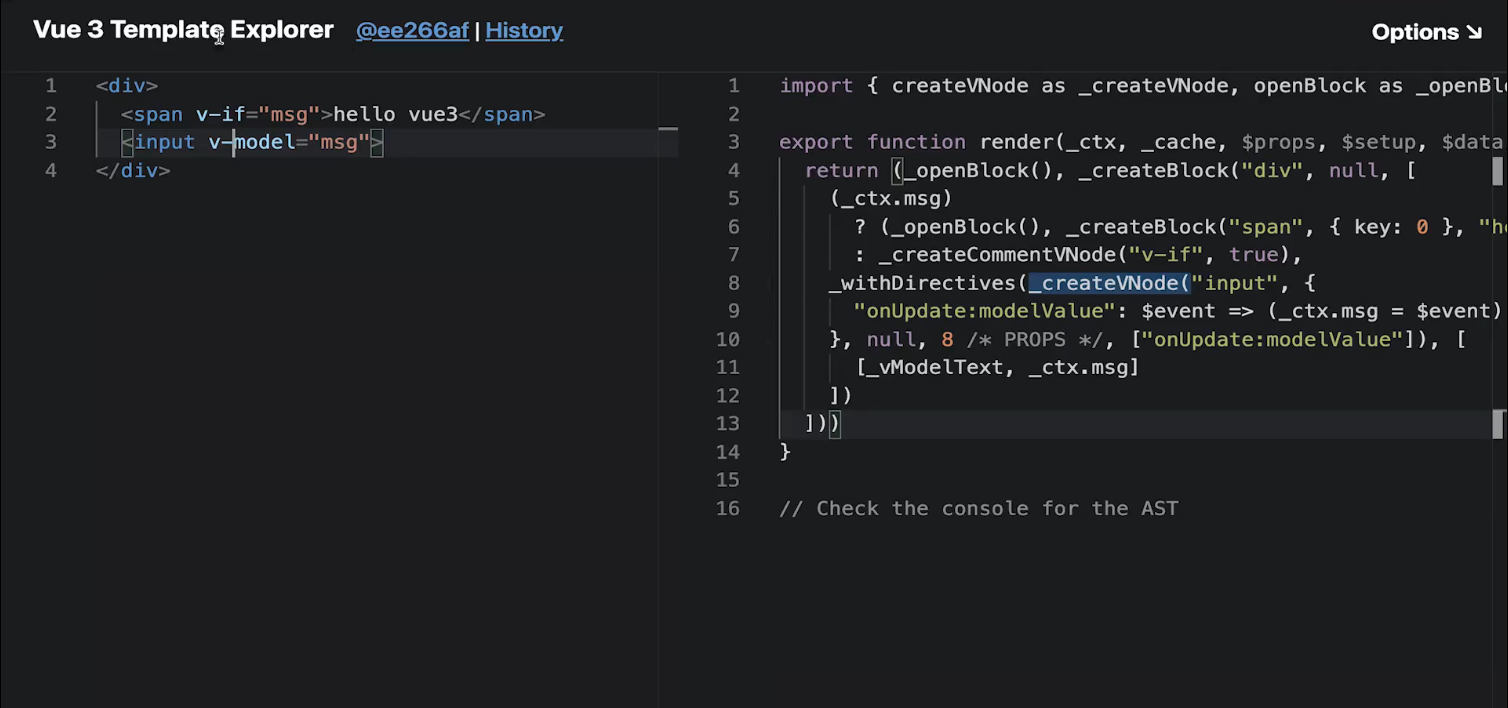 Vue 3 Template Explorer @ee266af | History
Options ↘
1 <div>
2 <span v-if="msg">hello vue3</span>
3 <input v-model="msg">
4 </div>
1 import { createVNode as _createVNode, openBlock as _openBl
2
3 export function render(_ctx, _cache, $props, $setup, $data
4 return (_openBlock(), _createBlock("div", null, [
5 (_ctx.msg)
6 ? (_openBlock(), _createBlock("span", { key: 0 }, "he
7 : _createCommentVNode("v-if", true),
8 _withDirectives(_createVNode("input", {
9 "onUpdate:modelValue": $event => (_ctx.msg = $event)
10 }, null, 8 /* PROPS */, ["onUpdate:modelValue"]), [
11 [_vModelText, _ctx.msg]
12 ])
13 ]))
14 }
15
16 // Check the console for the AST